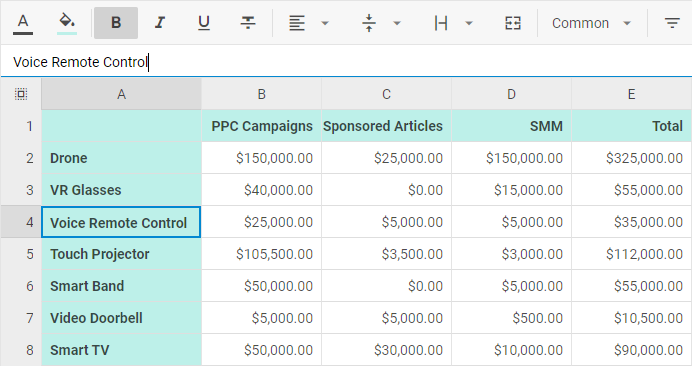 A B I U S Common
Voice Remote Control
A B C D E
1 PPC Campaigns Sponsored Articles SMM Total
2 Drone $150,000.00 $25,000.00 $150,000.00 $325,000.00
3 VR Glasses $40,000.00 $0.00 $15,000.00 $55,000.00
4 Voice Remote Control $25,000.00 $5,000.00 $5,000.00 $35,000.00
5 Touch Projector $105,500.00 $3,500.00 $3,000.00 $112,000.00
6 Smart Band $50,000.00 $0.00 $5,000.00 $55,000.00
7 Video Doorbell $5,000.00 $5,000.00 $500.00 $10,500.00
8 Smart TV $50,000.00 $30,000.00 $10,000.00 $90,000.00